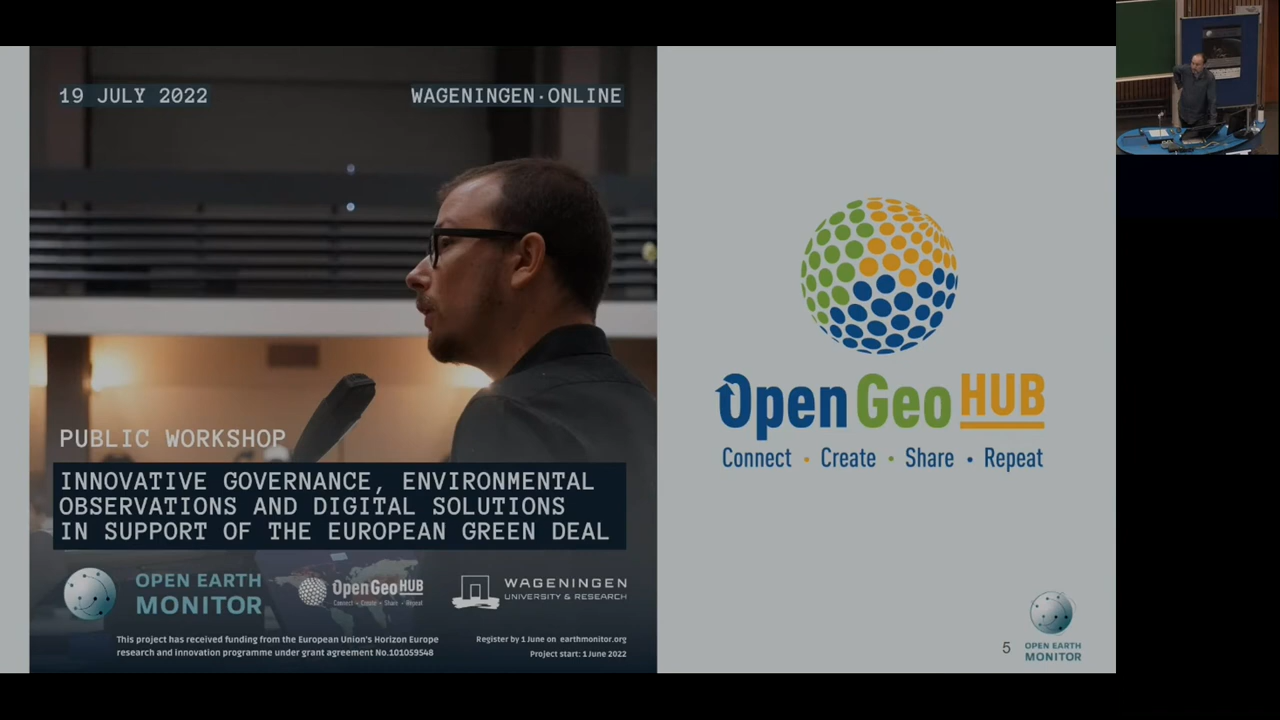 19 JULY 2022
WAGENINGEN·ONLINE
PUBLIC WORKSHOP
INNOVATIVE GOVERNANCE, ENVIRONMENTAL
OBSERVATIONS AND DIGITAL SOLUTIONS
IN SUPPORT OF THE EUROPEAN GREEN DEAL
OPEN EARTH
MONITOR
OpenGeoHUB
Connect · Create · Share · Repeat
WAGENINGEN
UNIVERSITY & RESEARCH
This project has received funding from the European Union's Horizon Europe
research and innovation programme under grant agreement No.101059548
Register by 1 June on earthmonitor.org
Project start: 1 June 2022
Open Geo HUB
Connect · Create · Share · Repeat
5
OPEN EARTH
MONITOR